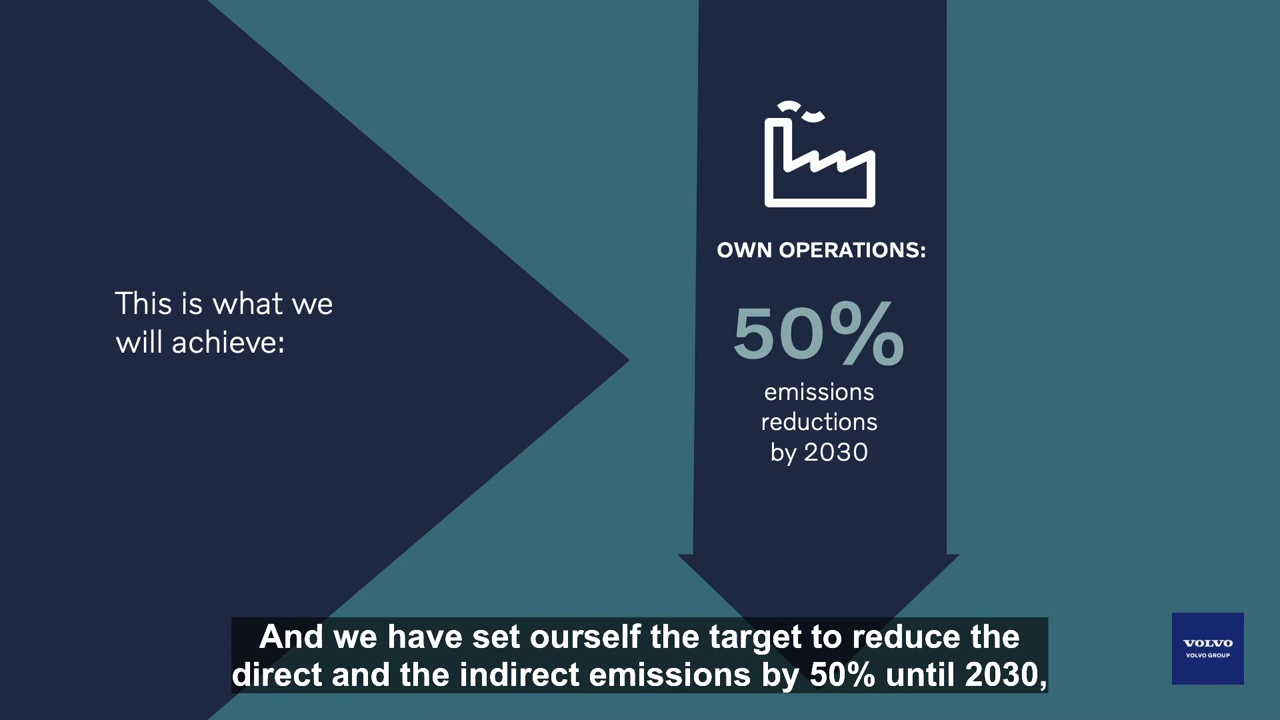 This is what we
will achieve:
OWN OPERATIONS:
50%
emissions
reductions
by 2030
And we have set ourself the target to reduce the
direct and the indirect emissions by 50% until 2030,
VOLVO
VOLVO GROUP